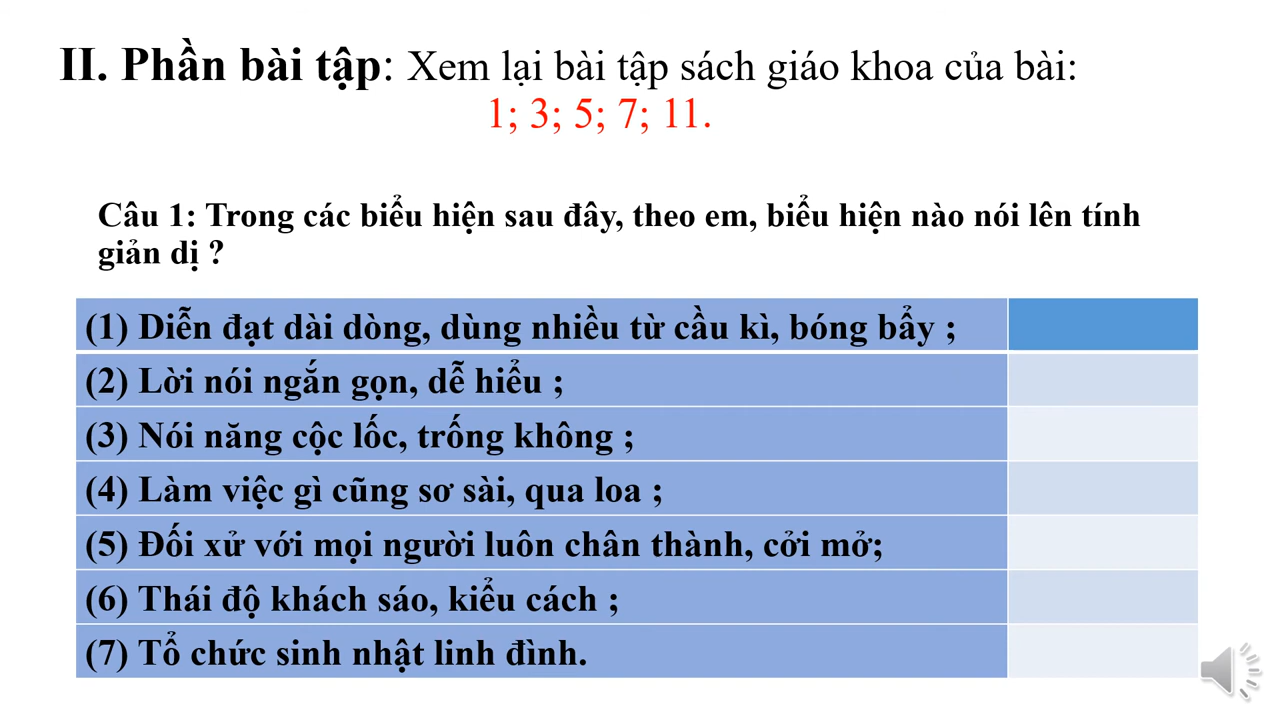 II. Phần bài tập: Xem lại bài tập sách giáo khoa của bài:
1; 3; 5; 7; 11.
Câu 1: Trong các biểu hiện sau đây, theo em, biểu hiện nào nói lên tính
giản dị ?
(1) Diễn đạt dài dòng, dùng nhiều từ cầu kì, bóng bẩy ;
(2) Lời nói ngắn gọn, dễ hiểu ;
(3) Nói năng cộc lốc, trống không ;
(4) Làm việc gì cũng sơ sài, qua loa ;
(5) Đối xử với mọi người luôn chân thành, cởi mở;
(6) Thái độ khách sáo, kiểu cách ;
(7) Tổ chức sinh nhật linh đình.